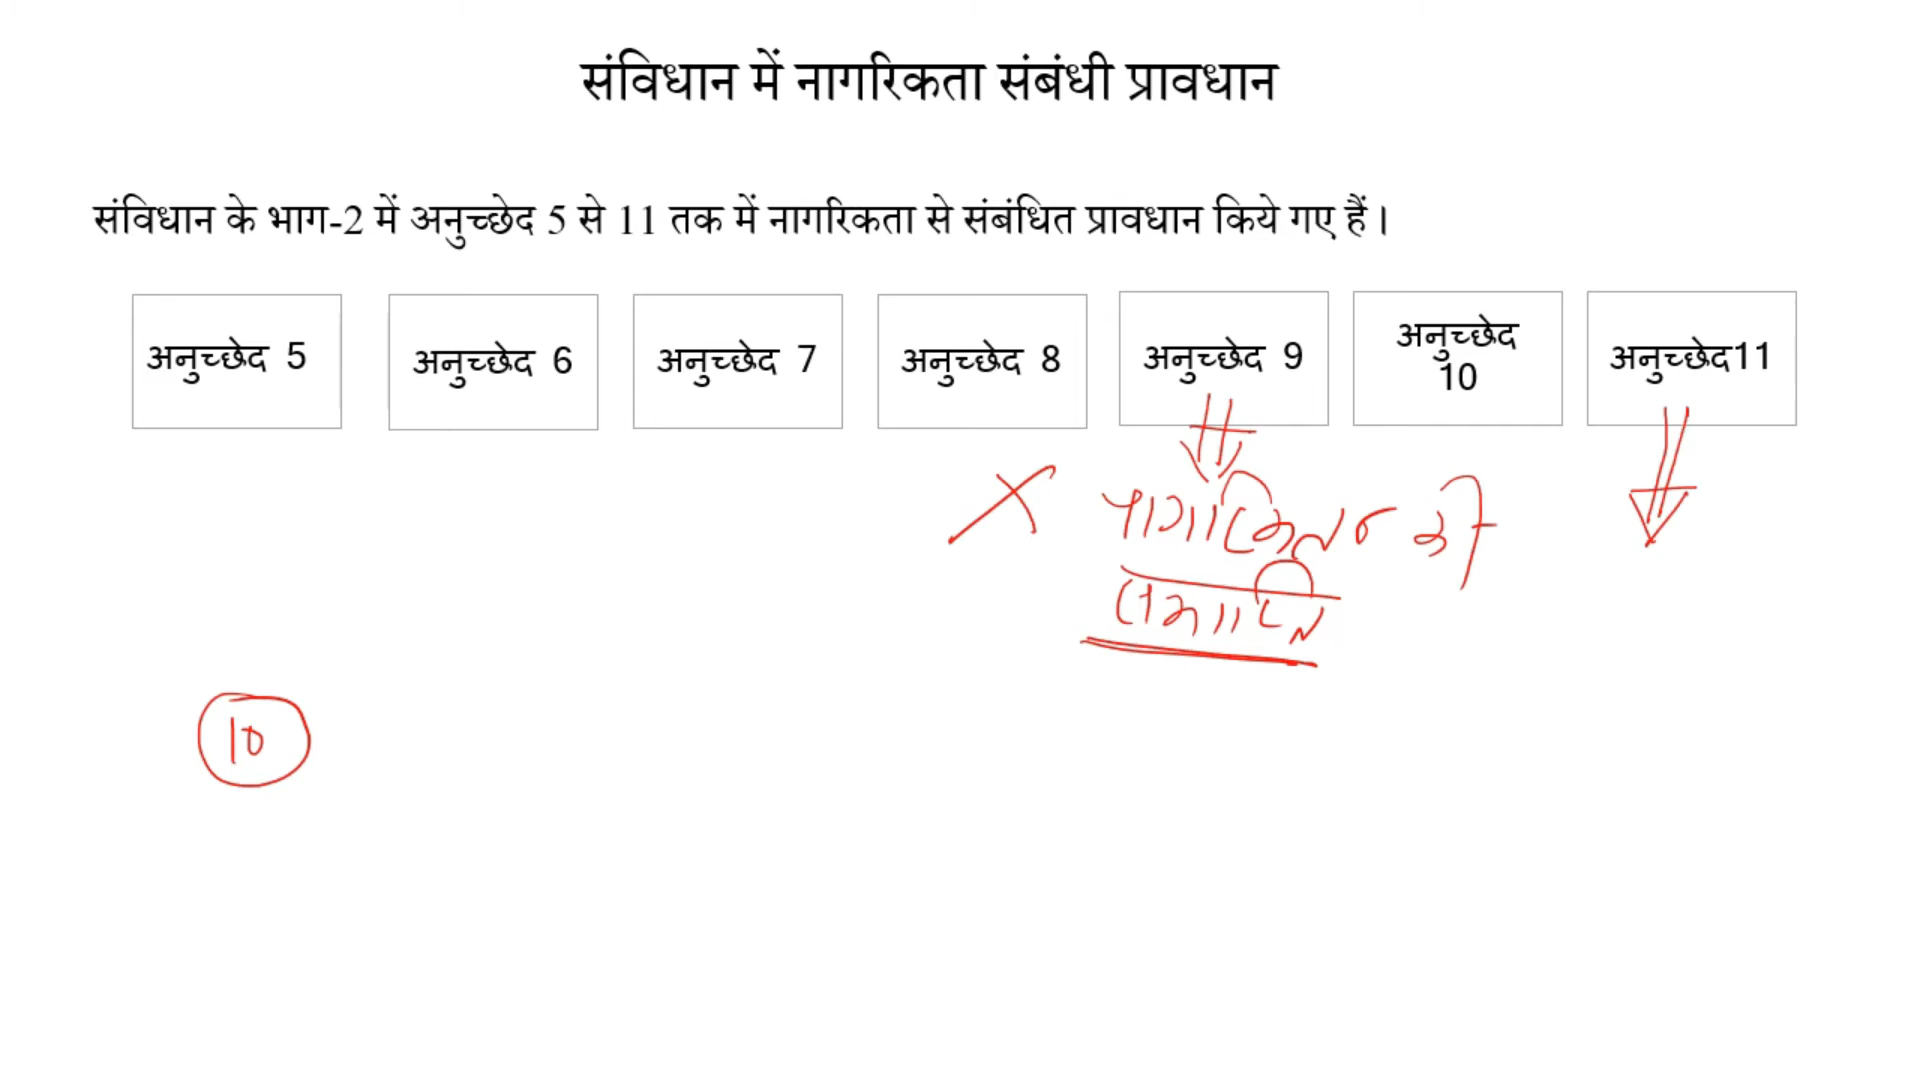 संविधान में नागरिकता संबंधी प्रावधान
संविधान के भाग-2 में अनुच्छेद 5 से 11 तक में नागरिकता से संबंधित प्रावधान किये गए हैं।
अनुच्छेद 5
अनुच्छेद 6
अनुच्छेद 7
अनुच्छेद 8
अनुच्छेद 9
अनुच्छेद
10
अनुच्छेद11
की
10